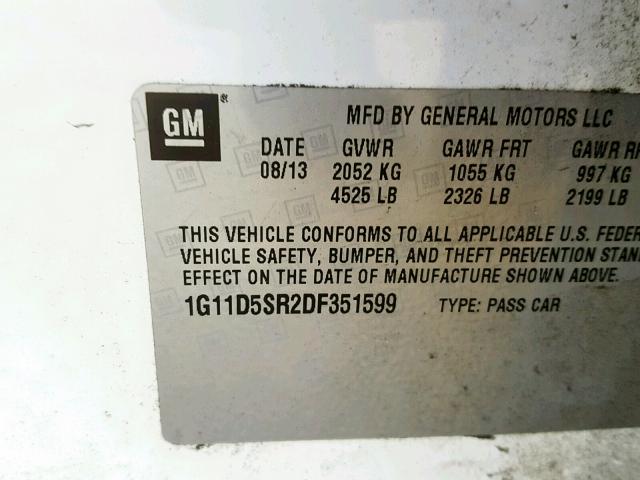 GM ®
MFD BY GENERAL MOTORS LLC
DATE GVWR GAWR FRT GAWR
08/13 2052 KG 1055 KG 997 KG
4525 LB 2326 LB 2199 LB
THIS VEHICLE CONFORMS TO ALL APPLICABLE U.S.
VEHICLE SAFETY, BUMPER, AND THEFT PREVENTION
EFFECT ON THE DATE OF MANUFACTURE SHOWN ABOVE.
1G11D5SR2DF351599 TYPE: PASS CAR